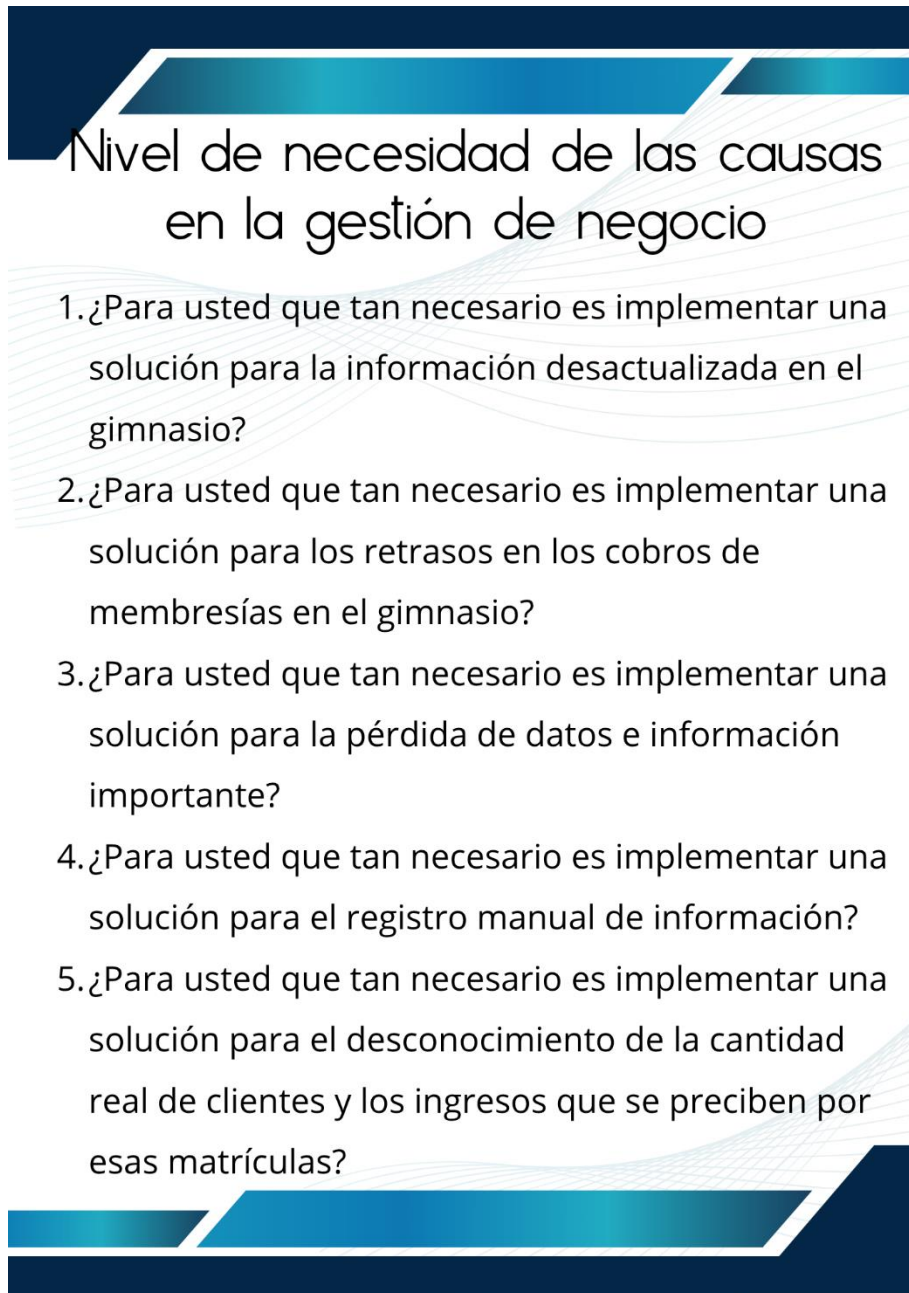 Nivel de necesidad de las causas
en la gestión de negocio
1. ¿Para usted que tan necesario es implementar una
solución para la información desactualizada en el
gimnasio?
2. ¿Para usted que tan necesario es implementar una
solución para los retrasos en los cobros de
membresías en el gimnasio?
3. ¿Para usted que tan necesario es implementar una
solución para la pérdida de datos e información
importante?
4. ¿Para usted que tan necesario es implementar una
solución para el registro manual de información?
5. ¿Para usted que tan necesario es implementar una
solución para el desconocimiento de la cantidad
real de clientes y los ingresos que se preciben por
esas matrículas?